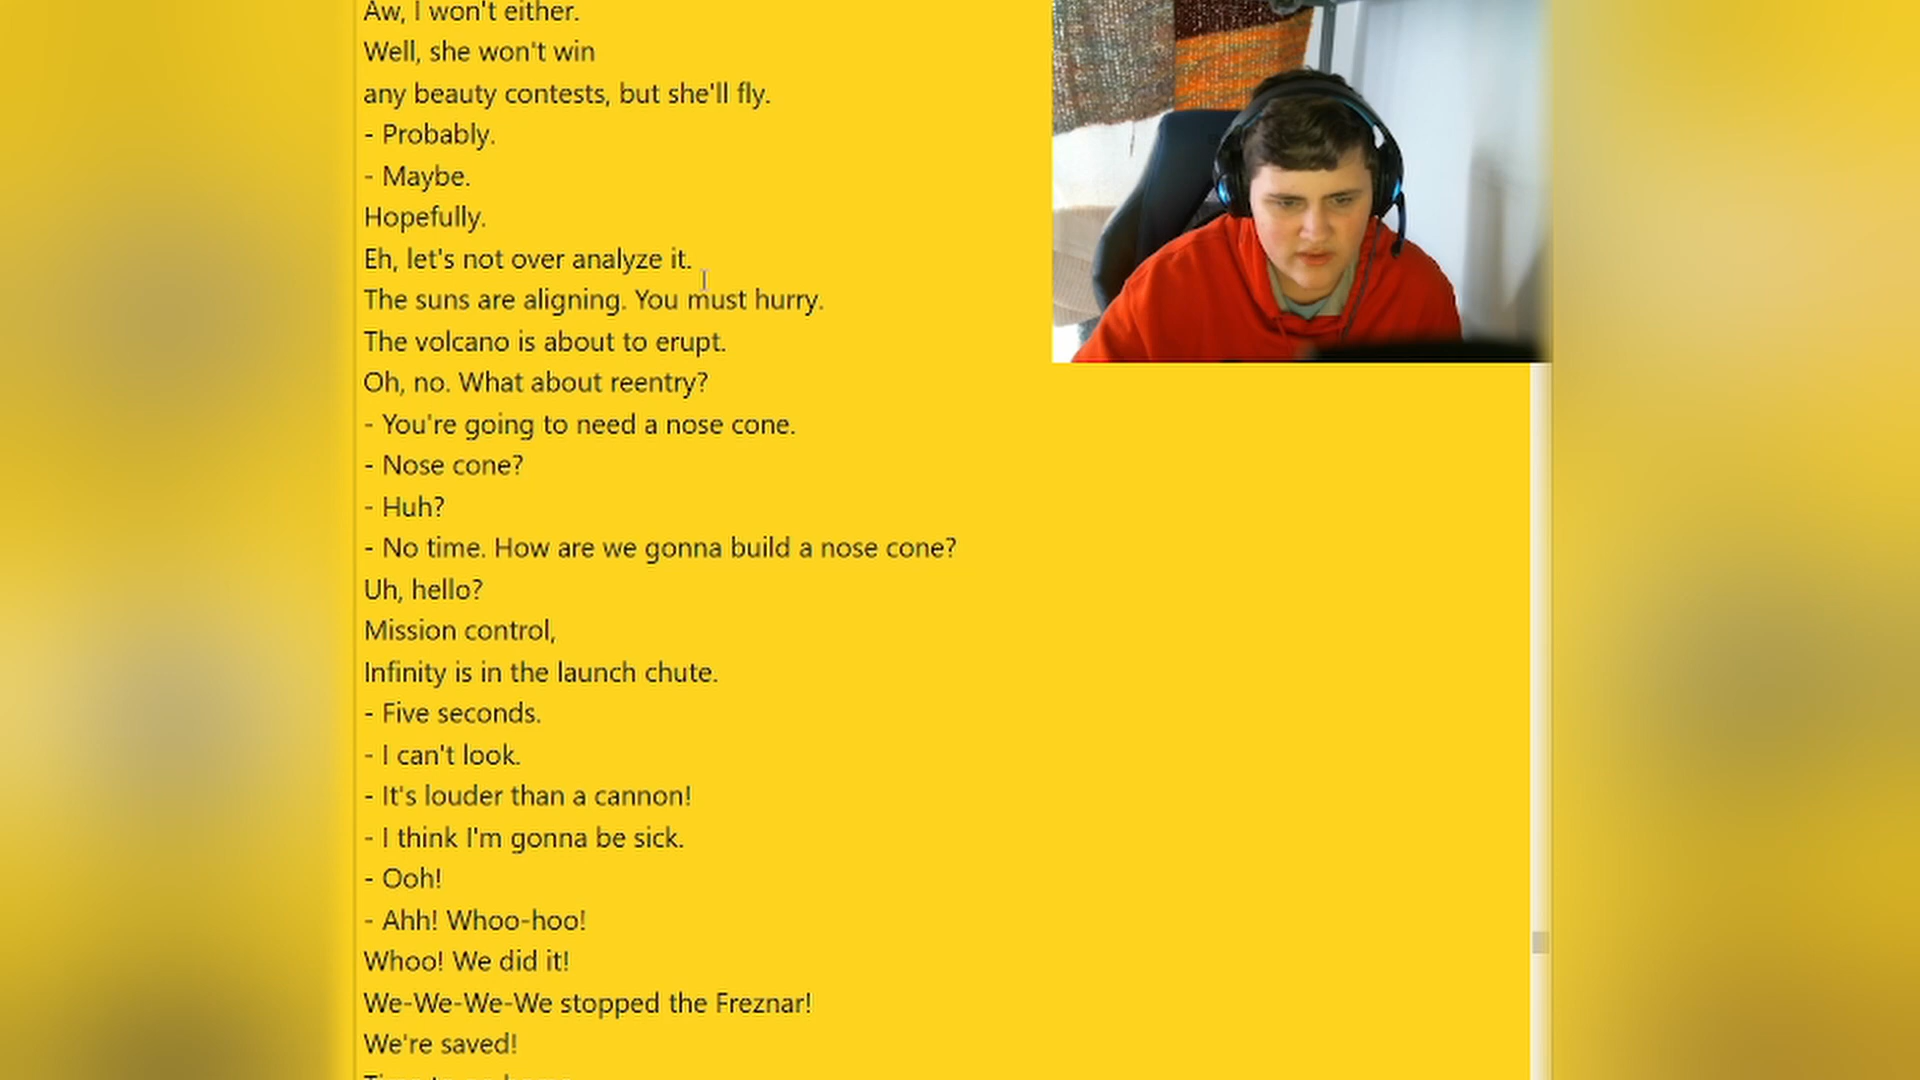 Aw, I won't either.
Well, she won't win
any beauty contests, but she'll fly.
- Probably.
- Maybe.
Hopefully.
Eh, let's not over analyze it.
The suns are aligning. You must hurry.
The volcano is about to erupt.
Oh, no. What about reentry?
- You're going to need a nose cone.
- Nose cone?
- Huh?
- No time. How are we gonna build a nose cone?
Uh, hello?
Mission control,
Infinity is in the launch chute.
- Five seconds.
- I can't look.
- It's louder than a cannon!
- I think I'm gonna be sick.
- Ooh!
- Ahh! Whoo-hoo!
Whoo! We did it!
We-We-We-We stopped the Freznar!
We're saved!